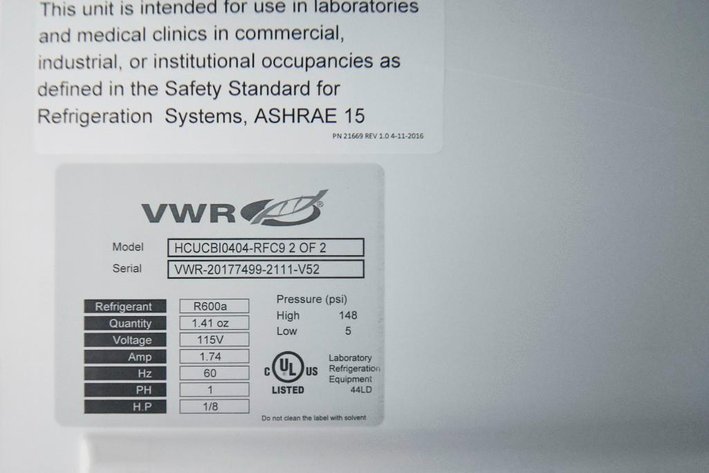 This unit is intended for use in laboratories
and medical clinics in commercial,
industrial, or institutional occupancies as
defined in the Safety Standard for
Refrigeration Systems, ASHRAE 15
PN 21669 REV 1.0 4-11-2016
VWR
Model HCUCBI0404-RFC9 2 OF 2
Serial VWR-20177499-2111-V52
Refrigerant R600a
Quantity 1.41 oz
Voltage 115V
Amp 1.74
Hz 60
PH 1
H.P 1/8
Pressure (psi)
High 148
Low 5
C UL US
LISTED
Laboratory
Refrigeration
Equipment
44LD
Do not clean the label with solvent